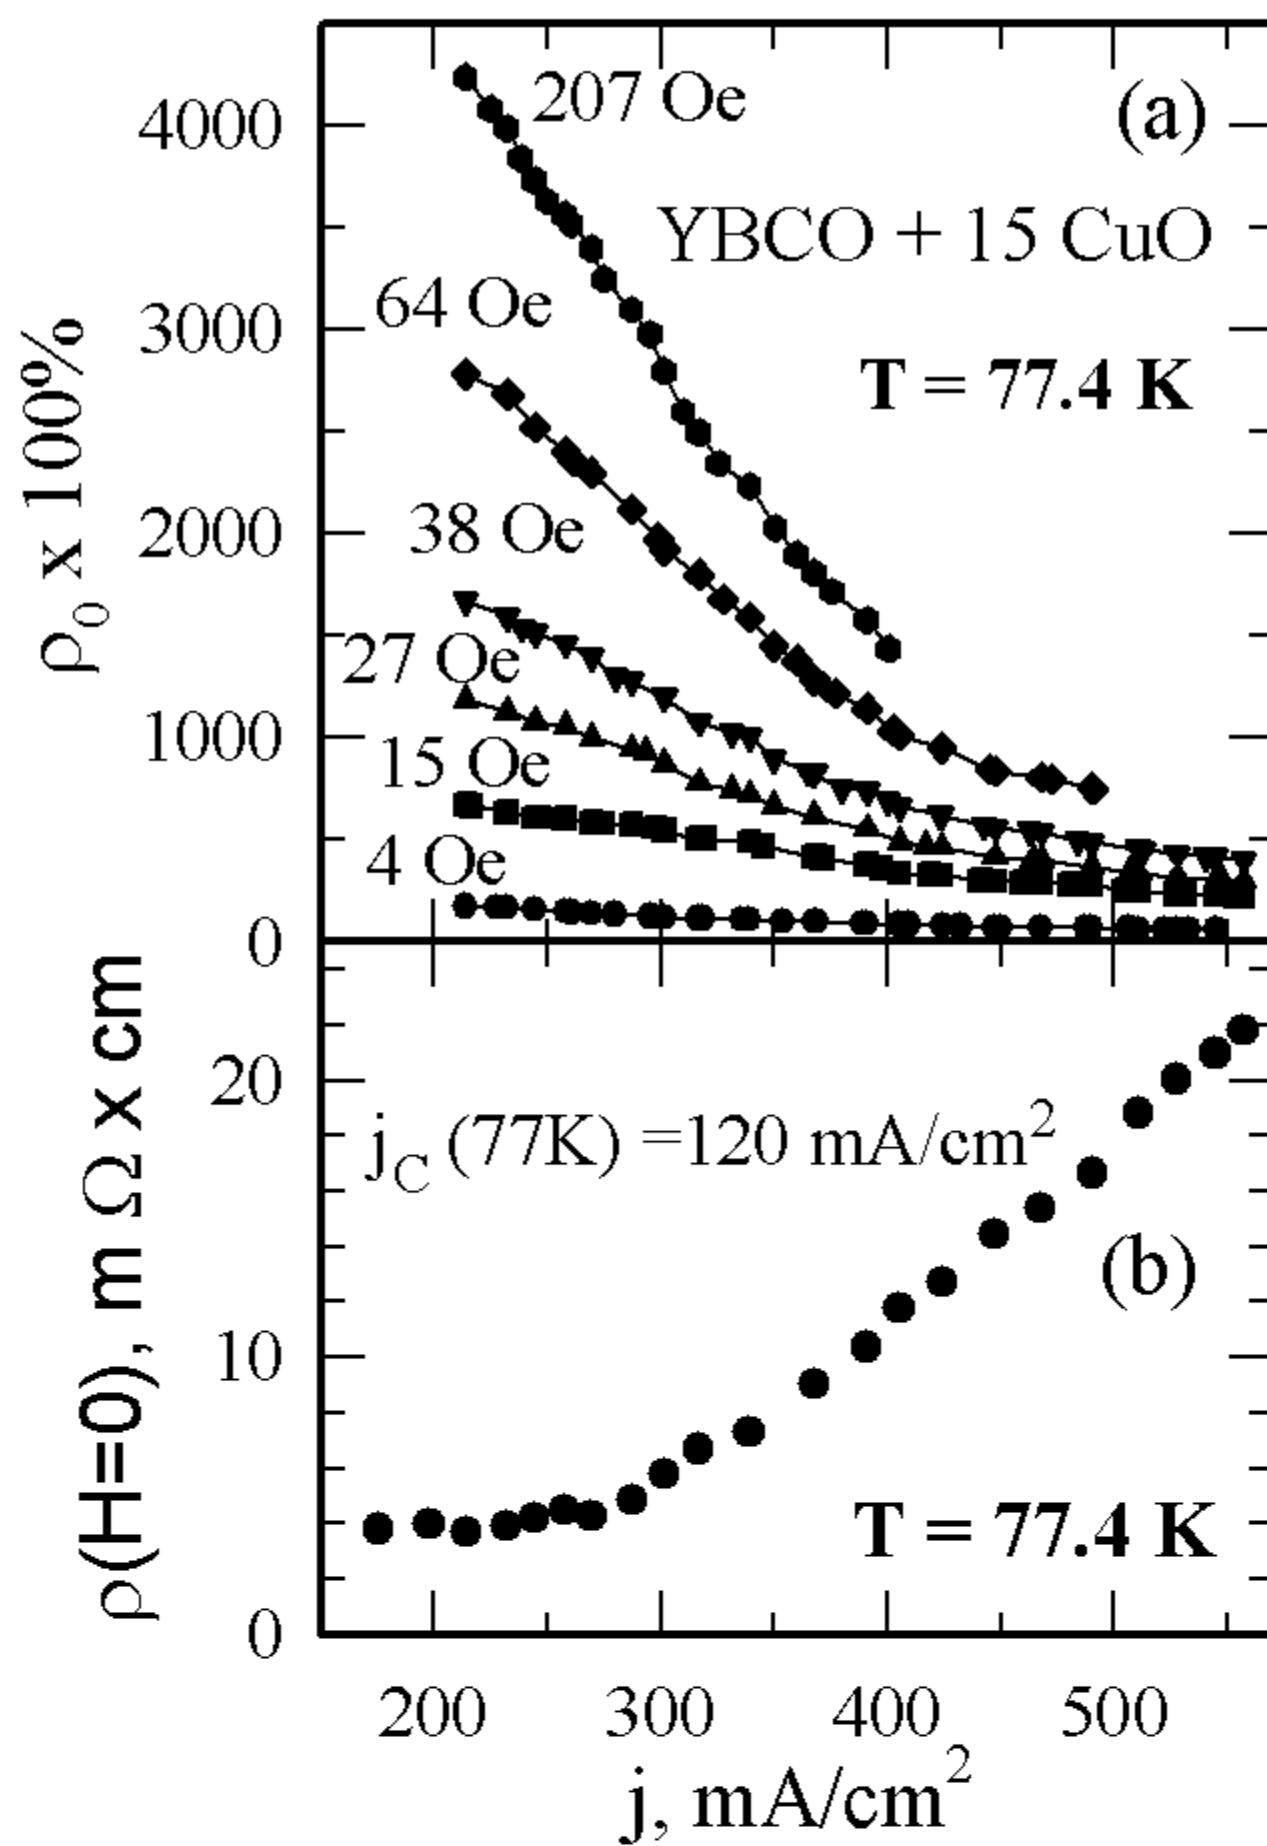 207 Oe
(a)
4000
YBCO + 15 CuO
64 Oe
3000
T = 77.4 K
ρ₀ x 100%
38 Oe
2000
27 Oe
1000
15 Oe
4 Oe
0
ρ(H=0), m Ω x cm
20
j_C (77K) =120 mA/cm²
(b)
10
T = 77.4 K
0
200 300 400 500
j, mA/cm²